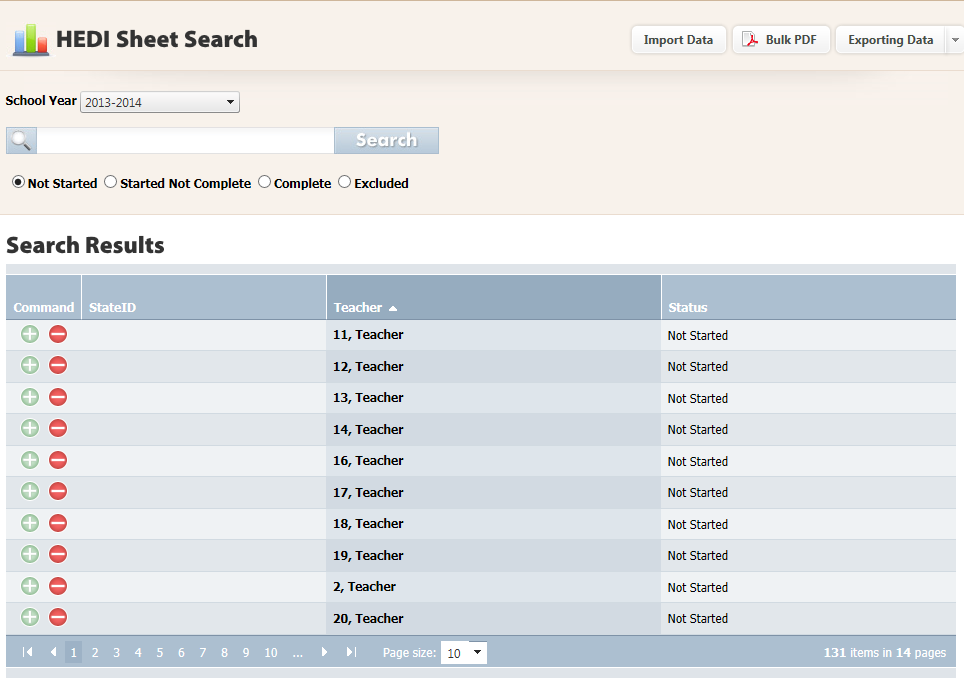 HEDI Sheet Search
Import Data Bulk PDF Exporting Data
School Year 2013-2014
Search
Not Started Started Not Complete Complete Excluded
Search Results
Command StateID Teacher Status
11, Teacher Not Started
12, Teacher Not Started
13, Teacher Not Started
14, Teacher Not Started
16, Teacher Not Started
17, Teacher Not Started
18, Teacher Not Started
19, Teacher Not Started
2, Teacher Not Started
20, Teacher Not Started
1 2 3 4 5 6 7 8 9 10 ... Page size: 10 131 items in 14 pages